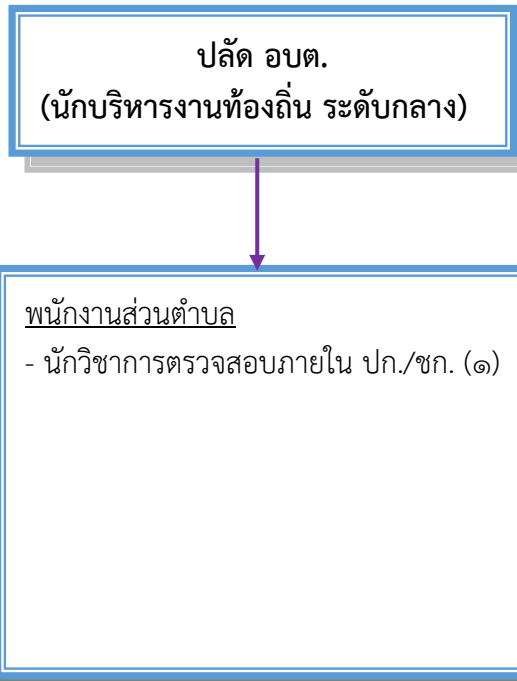 ปลัด อบต.
(นักบริหารงานท้องถิ่น ระดับกลาง)
พนักงานส่วนตำบล
- นักวิชาการตรวจสอบภายใน ปก./ชก. (๑)